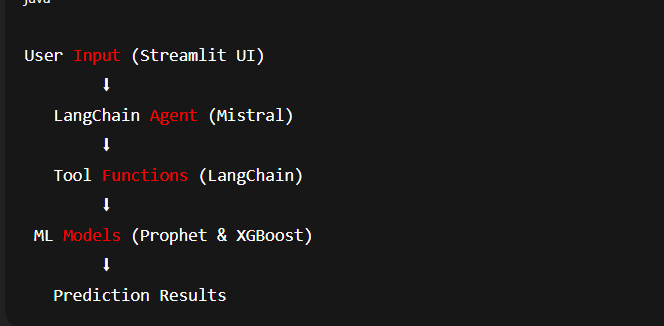 java
User Input (Streamlit UI)
⬇
LangChain Agent (Mistral)
⬇
Tool Functions (LangChain)
⬇
ML Models (Prophet & XGBoost)
⬇
Prediction Results